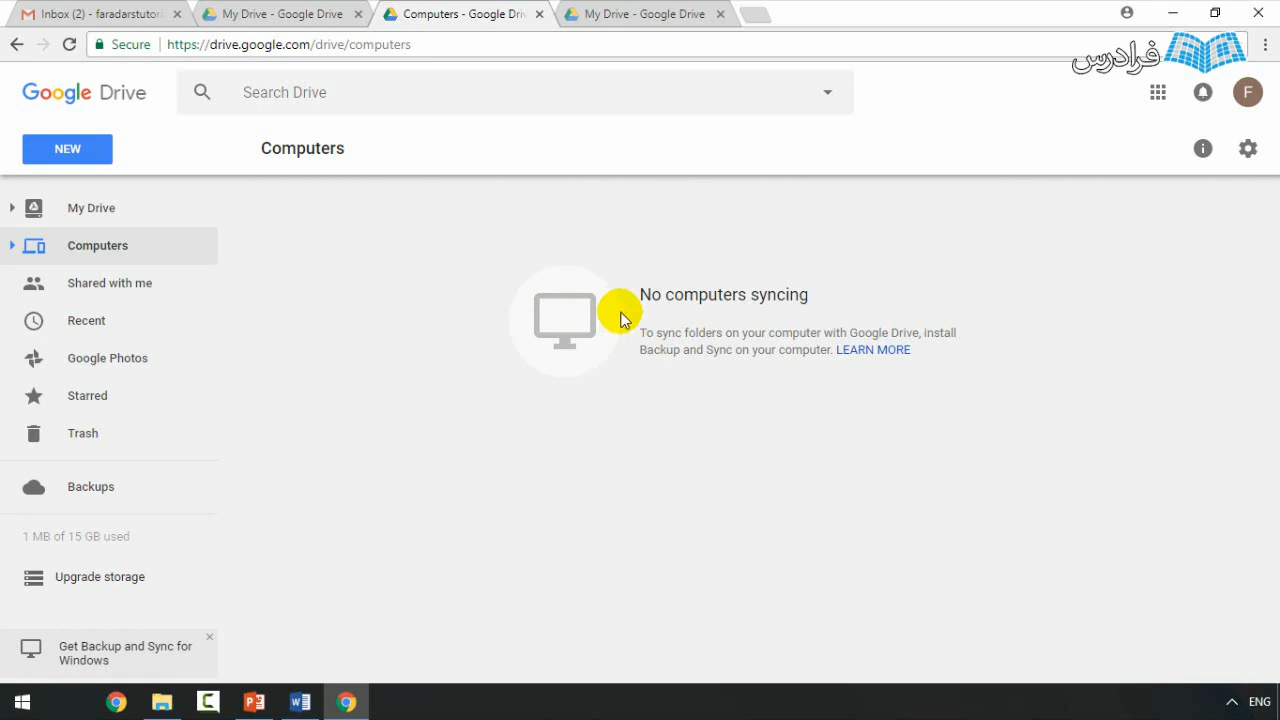 Inbox (2) - faradarstutori
My Drive - Google Drive
Computers - Google Driv
My Drive - Google Drive
Secure
https://drive.google.com/drive/computers
فرادرس
Google Drive
Search Drive
F
NEW
Computers
My Drive
Computers
Shared with me
Recent
Google Photos
Starred
Trash
Backups
1 MB of 15 GB used
Upgrade storage
Get Backup and Sync for
Windows
No computers syncing
To sync folders on your computer with Google Drive, install
Backup and Sync on your computer. LEARN MORE
ENG